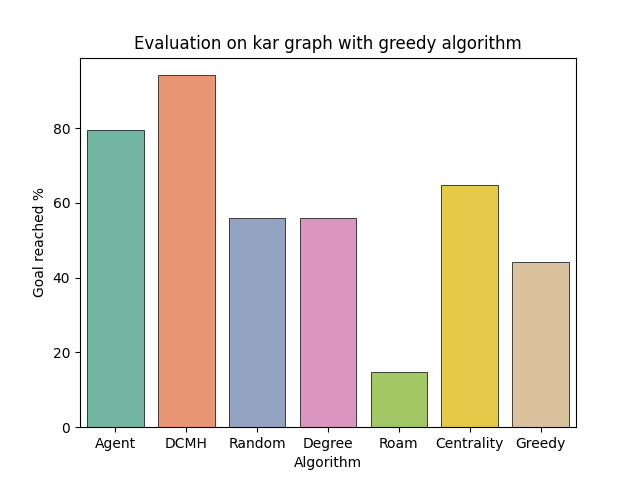 Evaluation on kar graph with greedy algorithm
Goal reached %
80
60
40
20
0
Agent DCMH Random Degree Roam Centrality Greedy
Algorithm